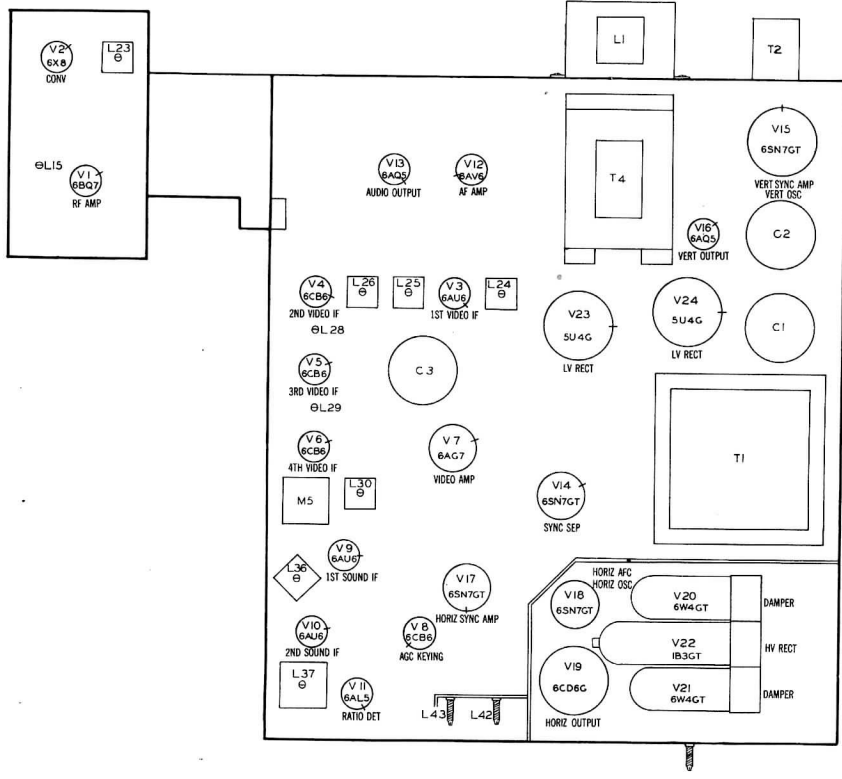 V2
6X8
CONV
L23
θ
θL15
V1
6BQ7
RF AMP
L1
T2
V13
6AQ5
AUDIO OUTPUT
V12
6AV6
AF AMP
T4
V15
6SN7GT
VERT SYNC AMP
VERT OSC
V16
6AQ5
VERT OUTPUT
C2
V4
6CB6
2ND VIDEO IF
θL28
L26
θ
L25
θ
V3
6AU6
1ST VIDEO IF
L24
θ
V23
5U4G
LV RECT
V24
5U4G
LV RECT
C1
V5
6CB6
3RD VIDEO IF
θL29
C3
V6
6CB6
4TH VIDEO IF
V7
6AG7
VIDEO AMP
T1
M5
L30
θ
V14
6SN7GT
SYNC SEP
V9
6AU6
1ST SOUND IF
L36
θ
V17
6SN7GT
HORIZ SYNC AMP
HORIZ AFC
HORIZ OSC
V18
6SN7GT
V20
6W4GT
DAMPER
V10
6AU6
2ND SOUND IF
V8
6CB6
AGC KEYING
V22
1B3GT
HV RECT
L37
θ
V11
6AL5
RATIO DET
V19
6CD6G
HORIZ OUTPUT
V21
6W4GT
DAMPER
L43
L42